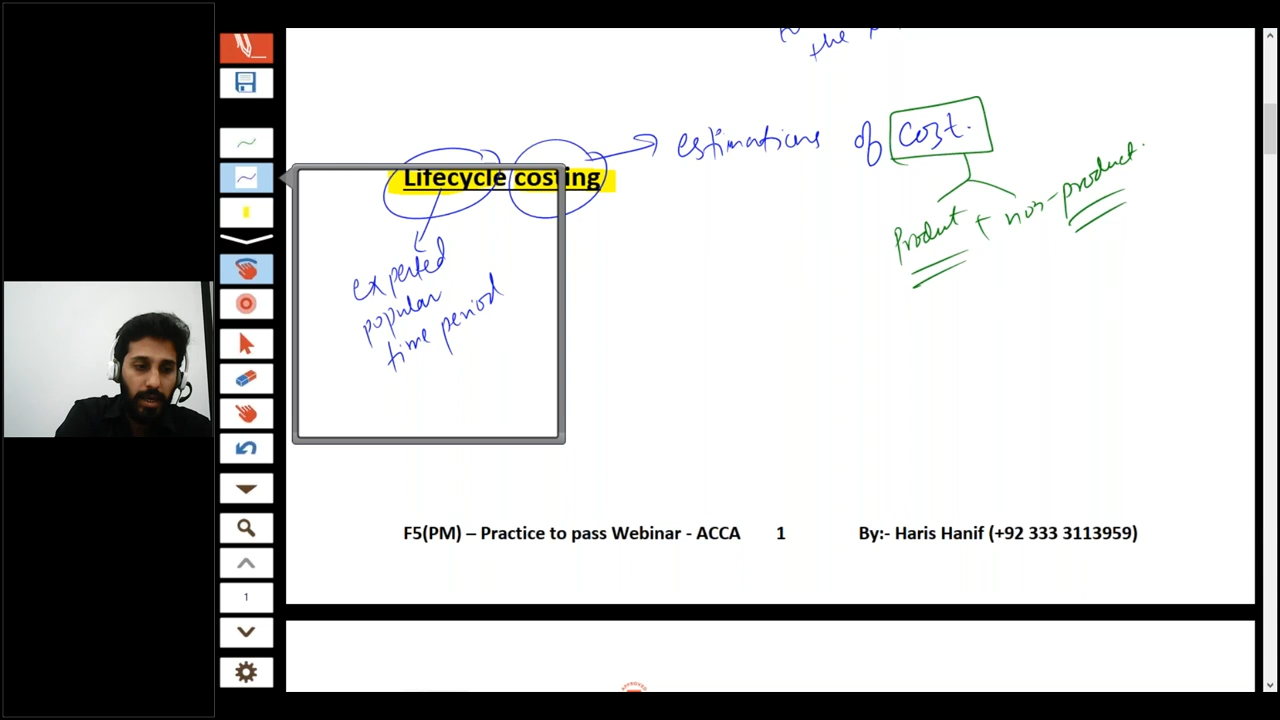 the
Lifecycle costing
estimations of cost.
Product + non-product.
expected
popular
time period
1
F5(PM) – Practice to pass Webinar - ACCA 1 By:- Haris Hanif (+92 333 3113959)
APPROVED